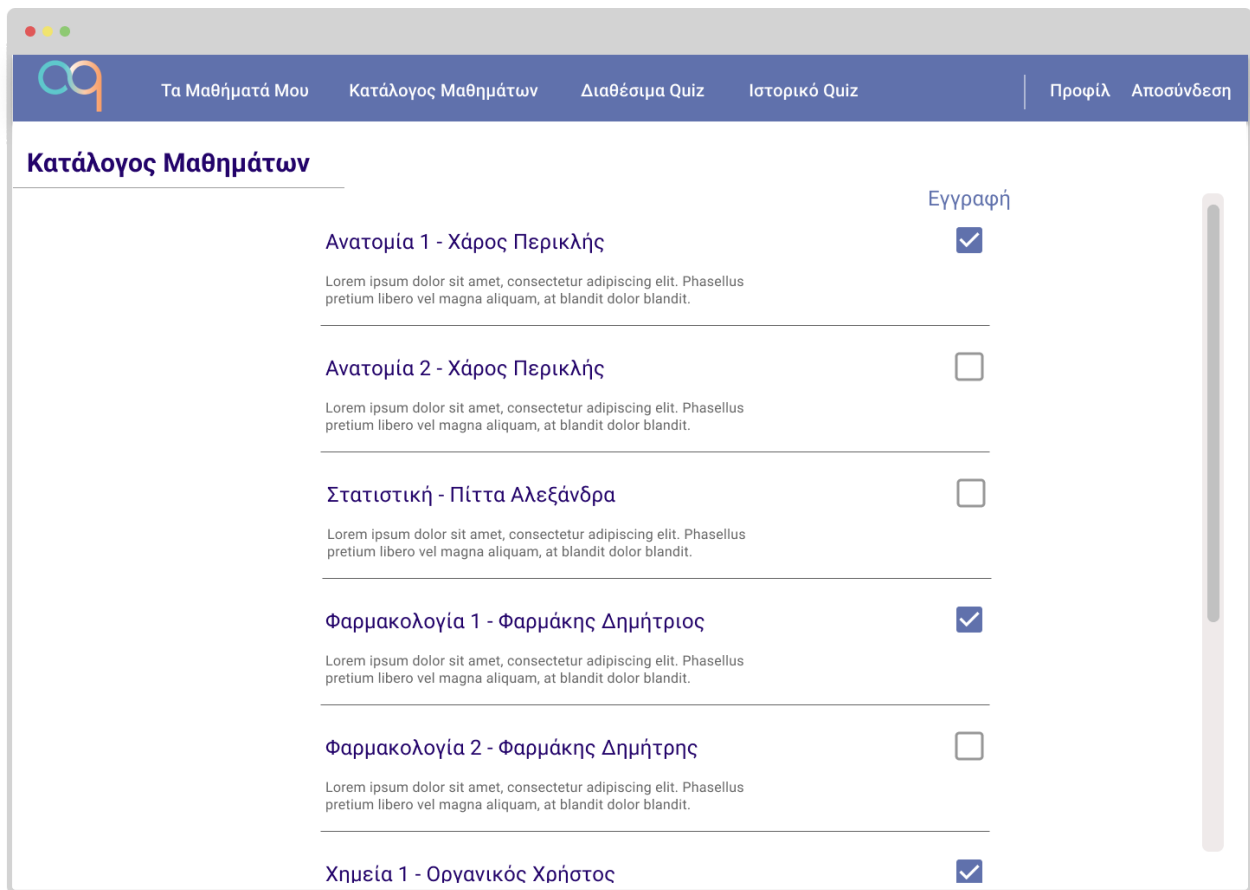 Τα Μαθήματά Μου Κατάλογος Μαθημάτων Διαθέσιμα Quiz Ιστορικό Quiz Προφίλ Αποσύνδεση
Κατάλογος Μαθημάτων
Εγγραφή
Ανατομία 1 - Χάρος Περικλής
Lorem ipsum dolor sit amet, consectetur adipiscing elit. Phasellus
pretium libero vel magna aliquam, at blandit dolor blandit.
Ανατομία 2 - Χάρος Περικλής
Lorem ipsum dolor sit amet, consectetur adipiscing elit. Phasellus
pretium libero vel magna aliquam, at blandit dolor blandit.
Στατιστική - Πίττα Αλεξάνδρα
Lorem ipsum dolor sit amet, consectetur adipiscing elit. Phasellus
pretium libero vel magna aliquam, at blandit dolor blandit.
Φαρμακολογία 1 - Φαρμάκης Δημήτριος
Lorem ipsum dolor sit amet, consectetur adipiscing elit. Phasellus
pretium libero vel magna aliquam, at blandit dolor blandit.
Φαρμακολογία 2 - Φαρμάκης Δημήτρης
Lorem ipsum dolor sit amet, consectetur adipiscing elit. Phasellus
pretium libero vel magna aliquam, at blandit dolor blandit.
Χημεία 1 - Οργανικός Χρήστος